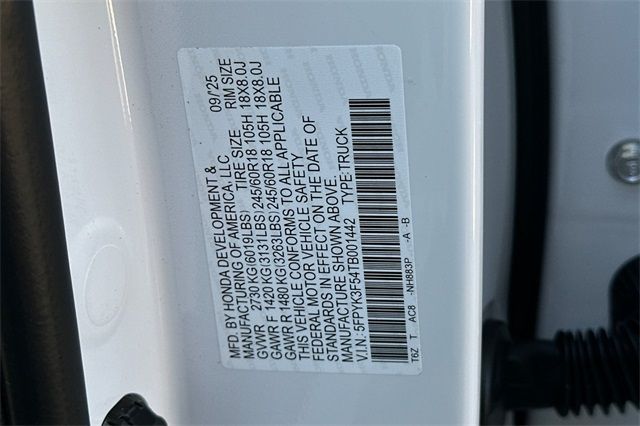 MFD. BY HONDA DEVELOPMENT & 09/'25
MANUFACTURING OF AMERICA, LLC
TIRE SIZE RIM SIZE
GVWR 2730 KG(6019LBS)
GAWR F 1420 KG(3131LBS) 245/60R18 105H 18X8.0J
GAWR R 1480 KG(3263LBS) 245/60R18 105H 18X8.0J
THIS VEHICLE CONFORMS TO ALL APPLICABLE
FEDERAL MOTOR VEHICLE SAFETY
STANDARDS IN EFFECT ON THE DATE OF
MANUFACTURE SHOWN ABOVE.
V.I.N.: 5FPYK3F54TB001442 TYPE: TRUCK
T6Z T AC8 -NH883P -A -B